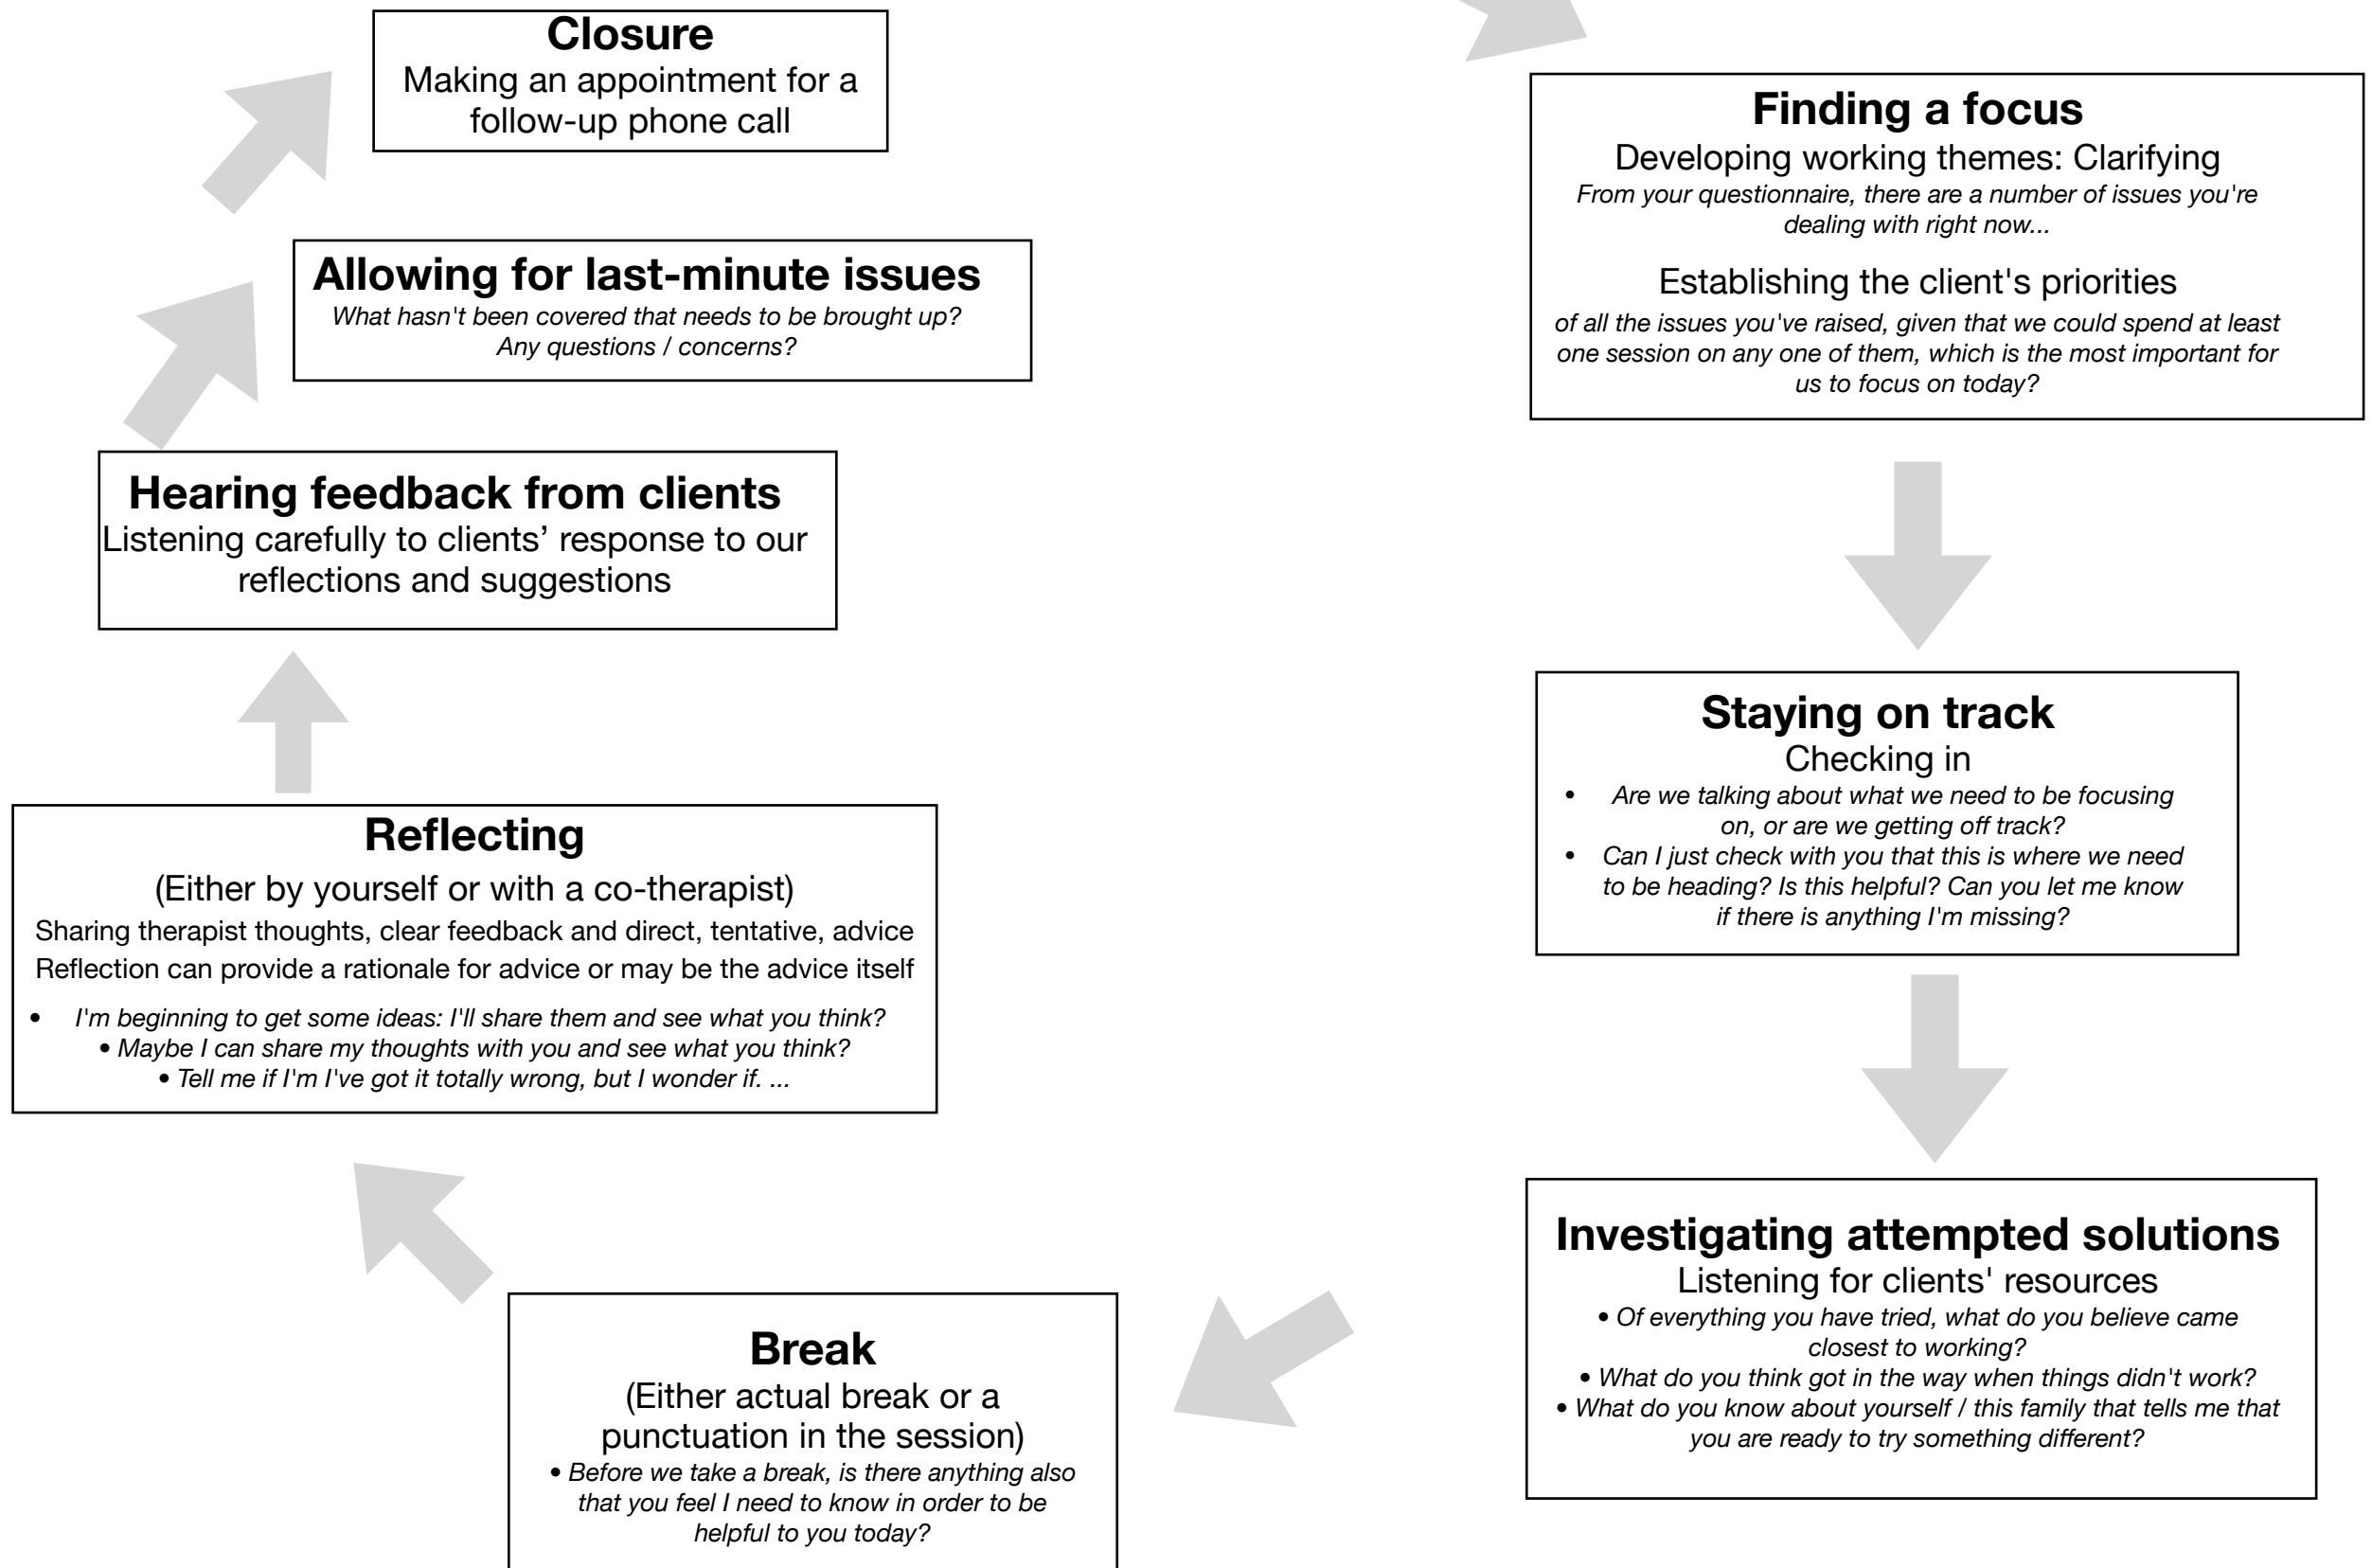 Closure
Making an appointment for a
follow-up phone call
Allowing for last-minute issues
What hasn't been covered that needs to be brought up?
Any questions / concerns?
Hearing feedback from clients
Listening carefully to clients’ response to our
reflections and suggestions
Reflecting
(Either by yourself or with a co-therapist)
Sharing therapist thoughts, clear feedback and direct, tentative, advice
Reflection can provide a rationale for advice or may be the advice itself
• I'm beginning to get some ideas: I'll share them and see what you think?
• Maybe I can share my thoughts with you and see what you think?
• Tell me if I'm I've got it totally wrong, but I wonder if. ...
Break
(Either actual break or a
punctuation in the session)
• Before we take a break, is there anything also
that you feel I need to know in order to be
helpful to you today?
Finding a focus
Developing working themes: Clarifying
From your questionnaire, there are a number of issues you're
dealing with right now...
Establishing the client's priorities
of all the issues you've raised, given that we could spend at least
one session on any one of them, which is the most important for
us to focus on today?
Staying on track
Checking in
• Are we talking about what we need to be focusing
on, or are we getting off track?
• Can I just check with you that this is where we need
to be heading? Is this helpful? Can you let me know
if there is anything I'm missing?
Investigating attempted solutions
Listening for clients' resources
• Of everything you have tried, what do you believe came
closest to working?
• What do you think got in the way when things didn't work?
• What do you know about yourself / this family that tells me that
you are ready to try something different?